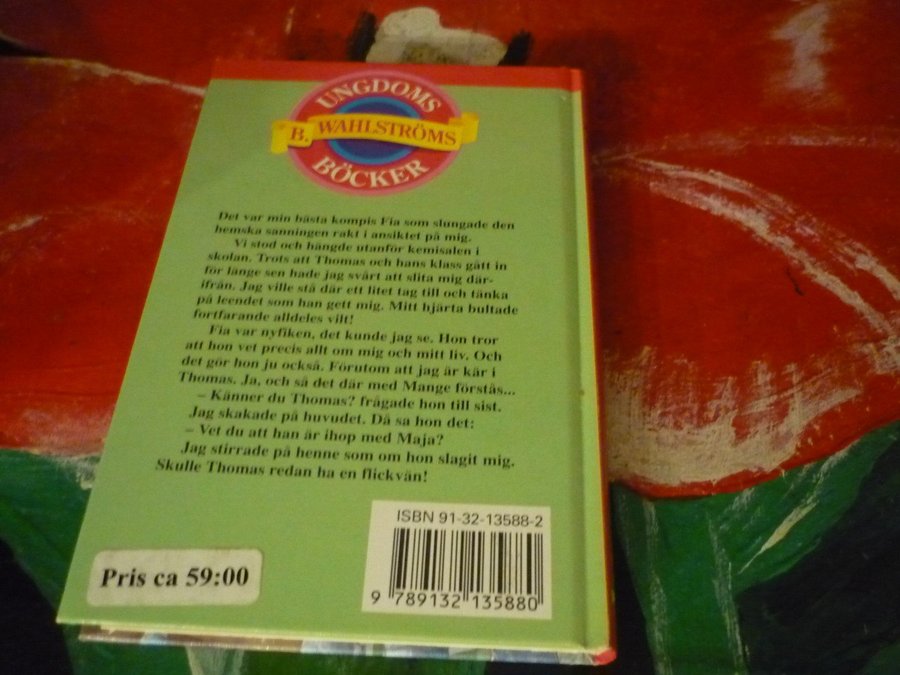 UNGDOMS
B. WAHLSTRÖMS
BÖCKER
Det var min bästa kompis Fia som slungade den
hemska sanningen rakt i ansiktet på mig.
Vi stod och hängde utanför kemisalen i
skolan. Trots att Thomas och hans klass gått in
för länge sen hade jag svårt att slita mig där-
ifrån. Jag ville stå där ett litet tag till och tänka
på leendet som han gett mig. Mitt hjärta bultade
fortfarande alldeles vilt!
Fia var nyfiken, det kunde jag se. Hon tror
att hon vet precis allt om mig och mitt liv. Och
det gör hon ju också. Förutom att jag är kär i
Thomas. Ja, och så det där med Mange förstås...
– Känner du Thomas? frågade hon till sist.
Jag skakade på huvudet. Då sa hon det:
– Vet du att han är ihop med Maja?
Jag stirrade på henne som om hon slagit mig.
Skulle Thomas redan ha en flickvän!
ISBN 91-32-13588-2
9 789132 135880
Pris ca 59:00